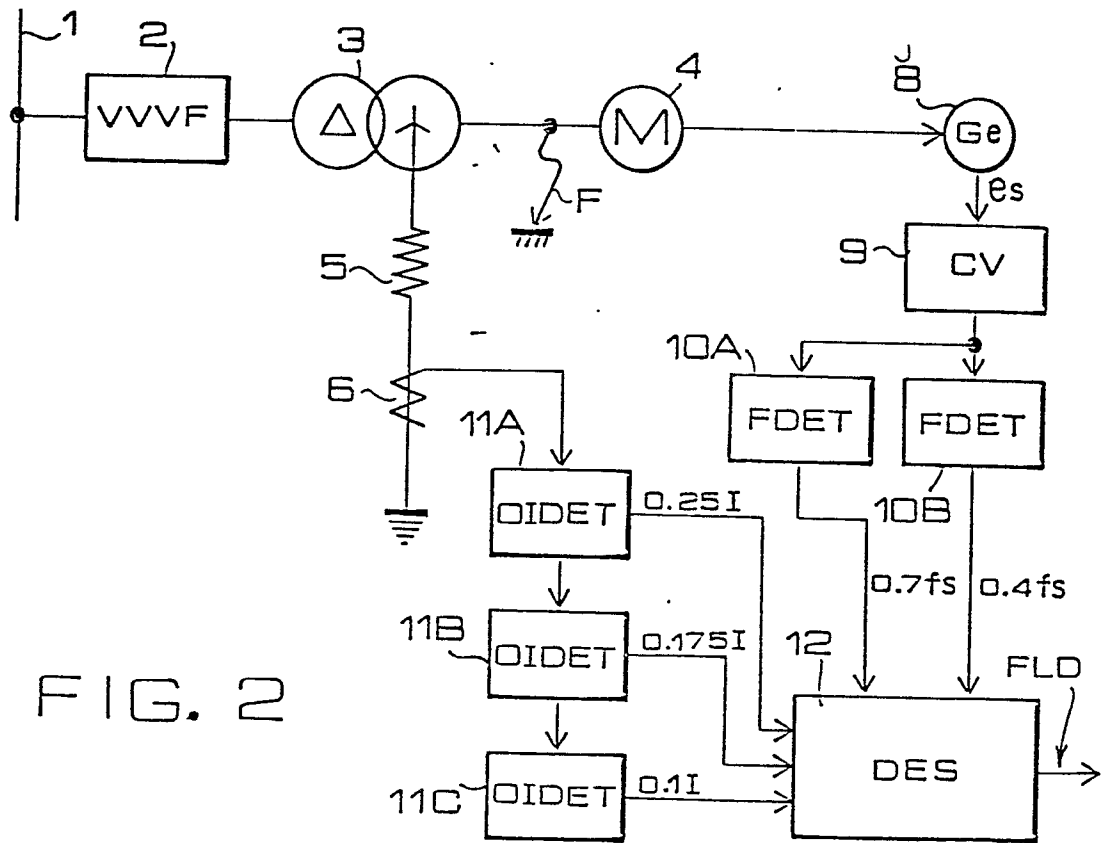 1
2
VVVF
3
Δ
4
M
8
Ge
es
F
5
9
CV
6
10A
FDET
FDET
10B
11A
OIDET
0.25I
0.7fs
0.4fs
11B
OIDET
0.175I
12
FLD
FIG. 2
DES
11C
OIDET
0.1I